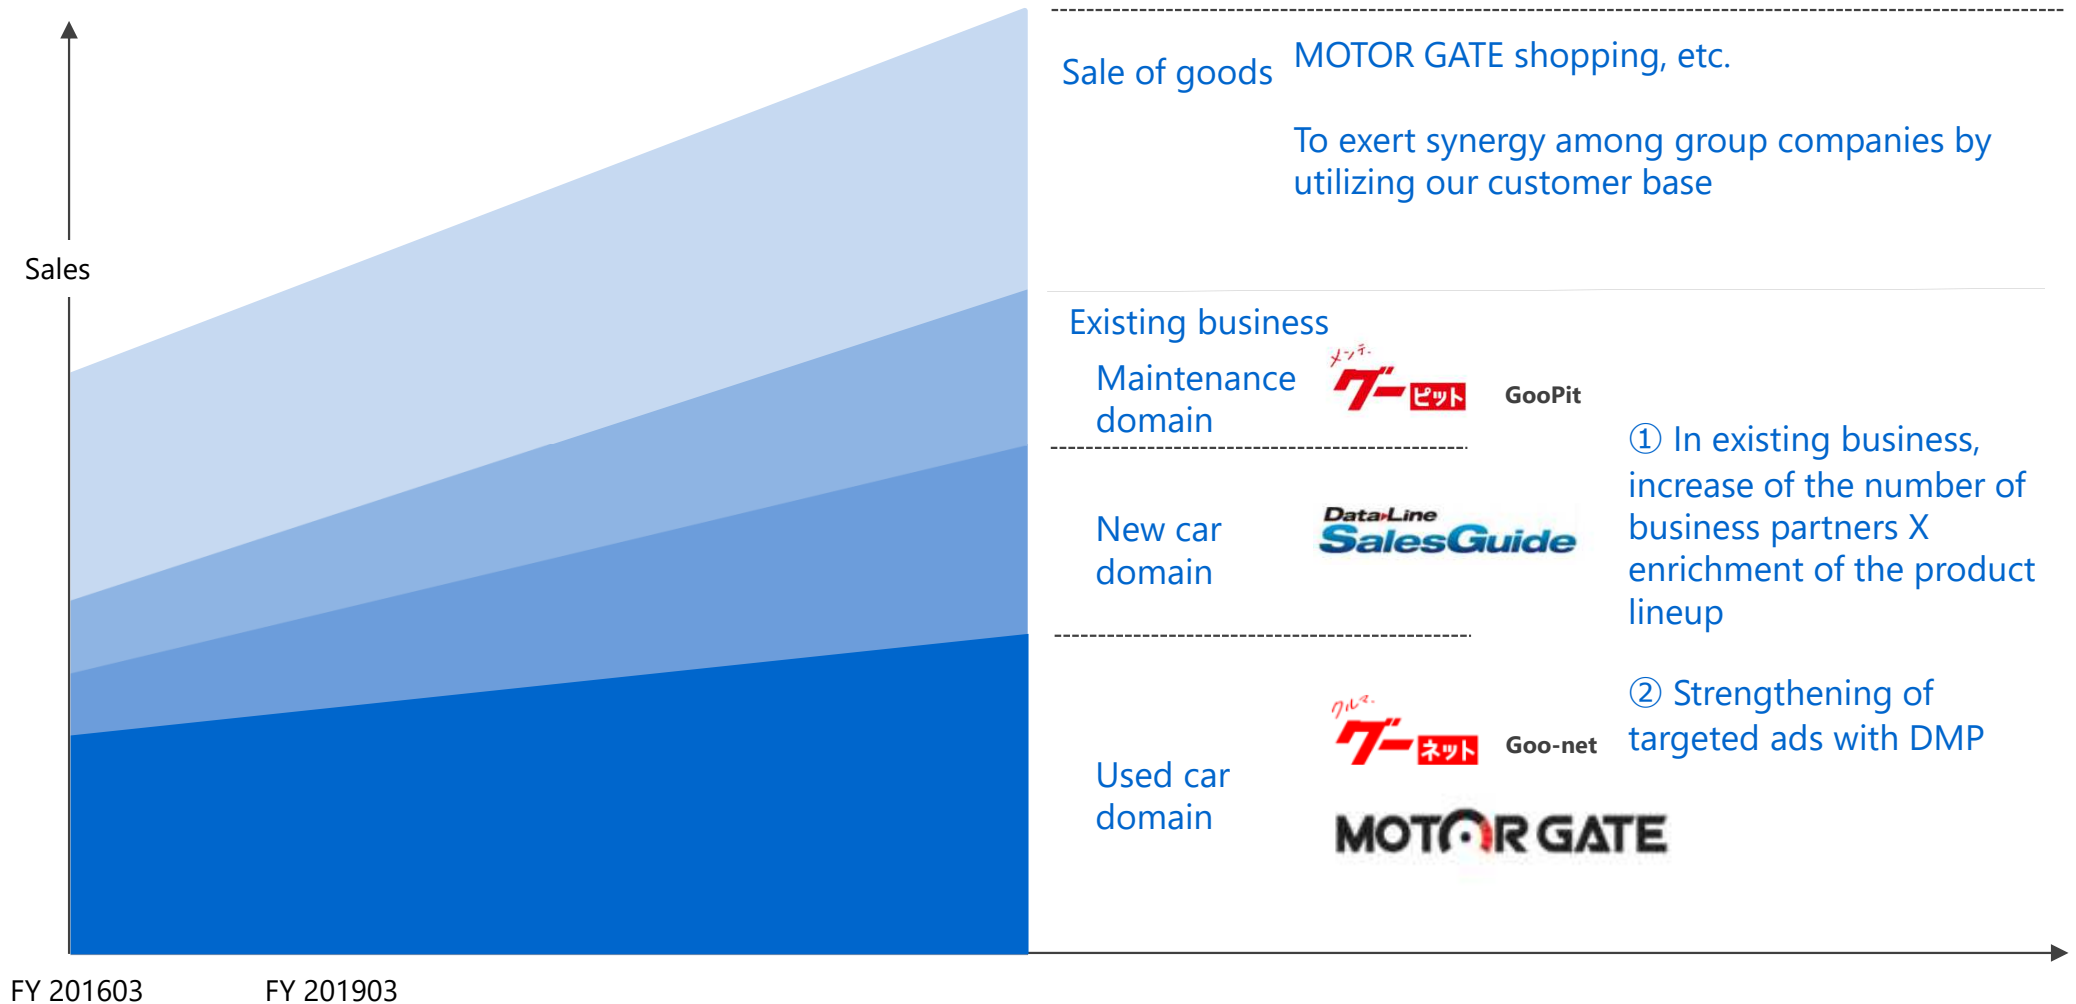 Sales
FY 201603
FY 201903
Sale of goods
MOTOR GATE shopping, etc.
To exert synergy among group companies by
utilizing our customer base
Existing business
Maintenance
domain
メンテ.
グー ピット
GooPit
New car
domain
Data Line
SalesGuide
Used car
domain
クルマ.
グー ネット
Goo-net
MOTOR GATE
① In existing business,
increase of the number of
business partners X
enrichment of the product
lineup
② Strengthening of
targeted ads with DMP